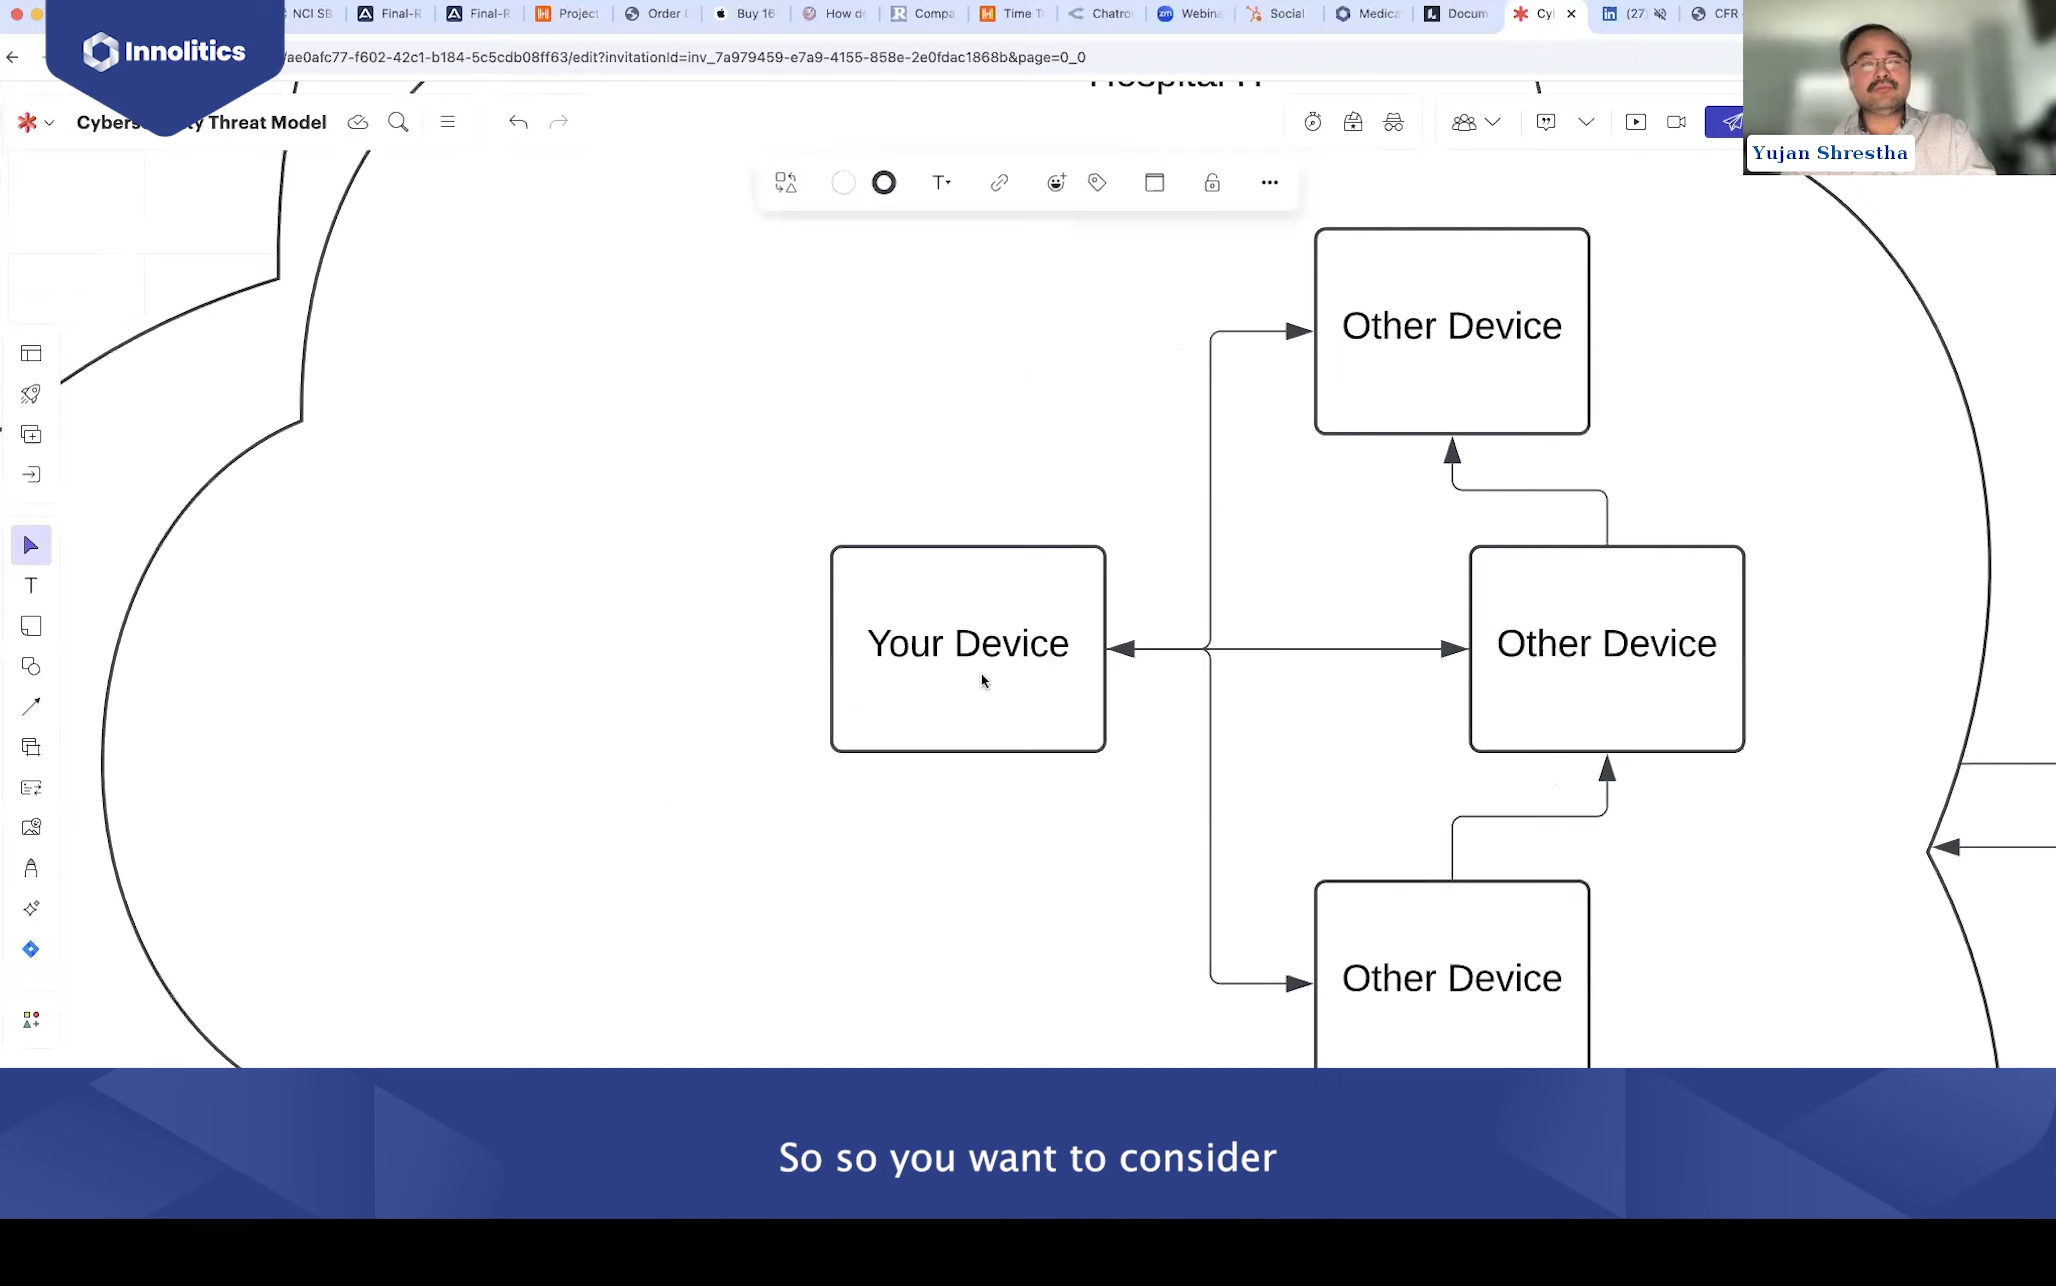 NCI SB
Final-R
Final-R
Project
Order
Buy 16
How do
Compa
Time T
Chatro
Webina
Social
Medica
Docum
Cyl
(27)
CFR
Innolitics
/ae0afc77-f602-42c1-b184-5c5cdb08ff63/edit?invitationId=inv_7a979459-e7a9-4155-858e-2e0fdac1868b&page=0_0
Threat Model
Yujan Shrestha
Other Device
Your Device
Other Device
Other Device
So so you want to consider